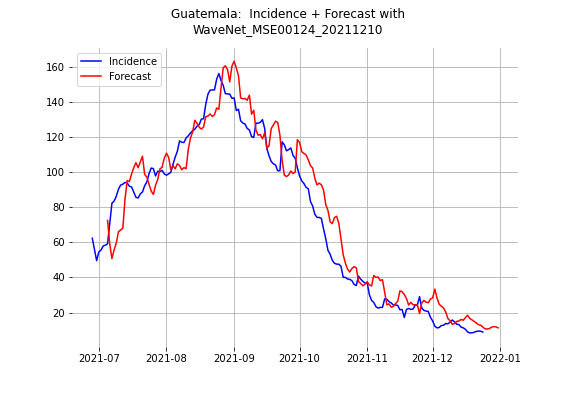 Guatemala:  Incidence + Forecast with
WaveNet_MSE00124_20211210
Incidence
Forecast
160
140
120
100
80
60
40
20
2021-07 2021-08 2021-09 2021-10 2021-11 2021-12 2022-01